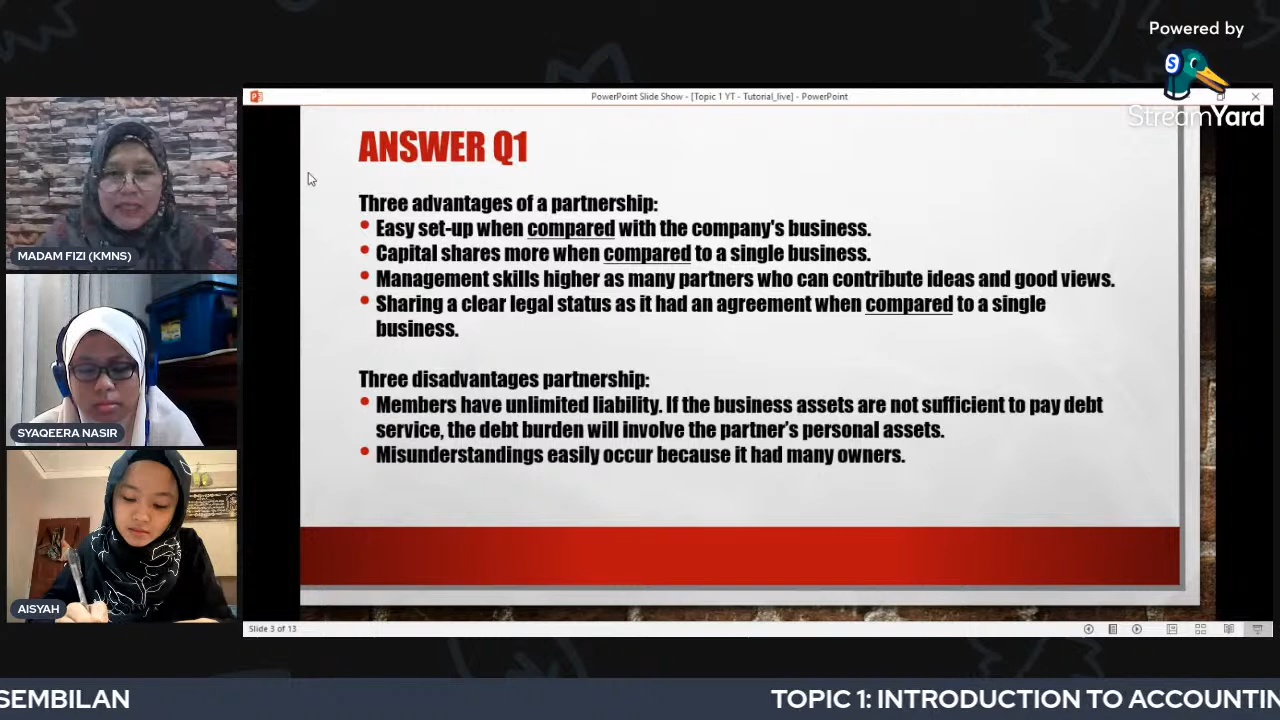 Powered by
StreamYard
PowerPoint Slide Show - [Topic 1 YT - Tutorial_live] - PowerPoint
ANSWER Q1
Three advantages of a partnership:
• Easy set-up when compared with the company's business.
• Capital shares more when compared to a single business.
• Management skills higher as many partners who can contribute ideas and good views.
• Sharing a clear legal status as it had an agreement when compared to a single
business.
Three disadvantages partnership:
• Members have unlimited liability. If the business assets are not sufficient to pay debt
service, the debt burden will involve the partner’s personal assets.
• Misunderstandings easily occur because it had many owners.
MADAM FIZI (KMNS)
SYAQEERA NASIR
AISYAH
Slide 3 of 13
SEMBILAN
TOPIC 1: INTRODUCTION TO ACCOUNTIN